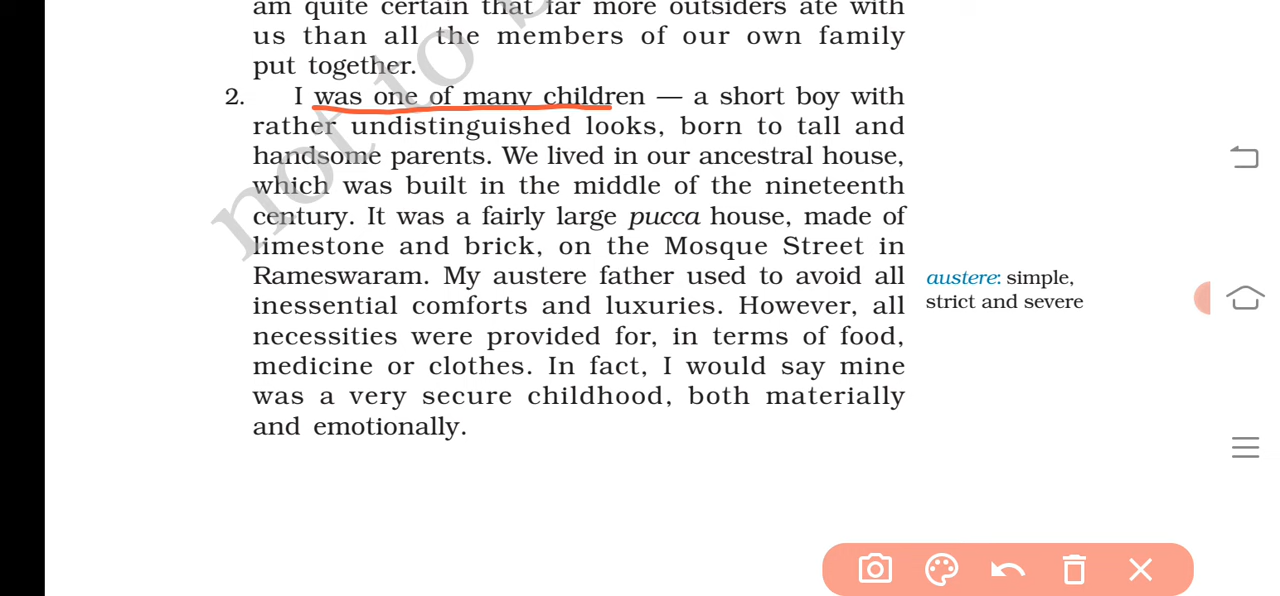 am quite certain that far more outsiders ate with
us than all the members of our own family
put together.
2. I was one of many children — a short boy with
rather undistinguished looks, born to tall and
handsome parents. We lived in our ancestral house,
which was built in the middle of the nineteenth
century. It was a fairly large pucca house, made of
limestone and brick, on the Mosque Street in
Rameswaram. My austere father used to avoid all
inessential comforts and luxuries. However, all
necessities were provided for, in terms of food,
medicine or clothes. In fact, I would say mine
was a very secure childhood, both materially
and emotionally.
austere: simple,
strict and severe
not to